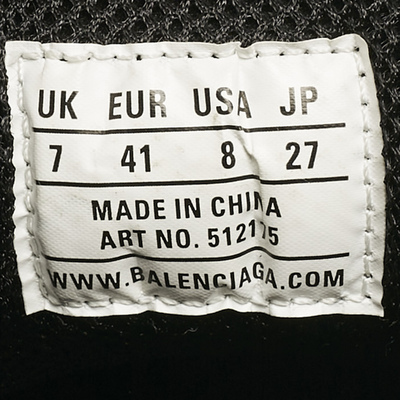 UK EUR USA JP
7 41 8 27
MADE IN CHINA
ART NO. 512175
WWW.BALENCIAGA.COM